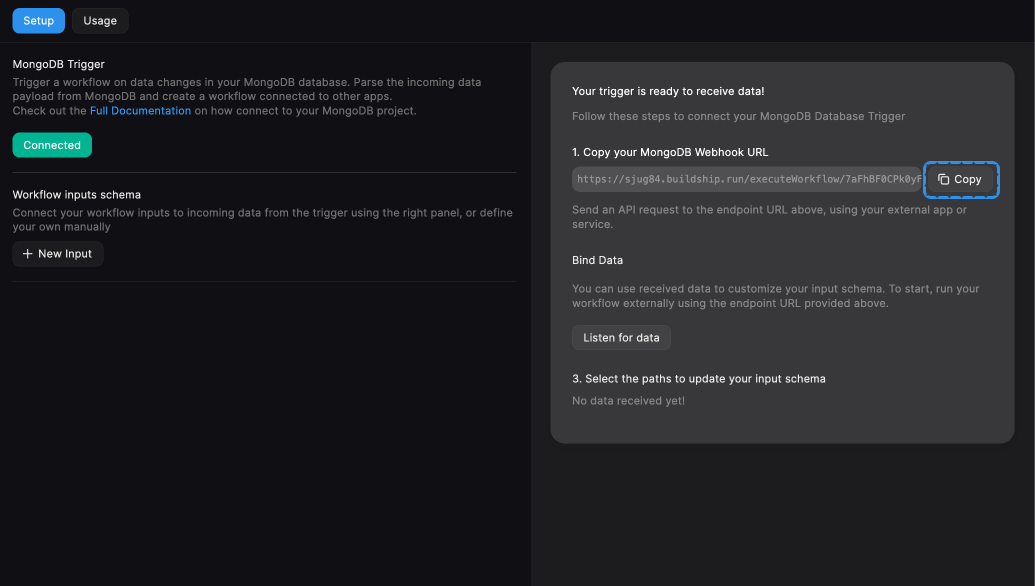 Setup
Usage
MongoDB Trigger
Trigger a workflow on data changes in your MongoDB database. Parse the incoming data
payload from MongoDB and create a workflow connected to other apps.
Check out the Full Documentation on how connect to your MongoDB project.
Connected
Workflow inputs schema
Connect your workflow inputs to incoming data from the trigger using the right panel, or define
your own manually
New Input
Your trigger is ready to receive data!
Follow these steps to connect your MongoDB Database Trigger
1. Copy your MongoDB Webhook URL
https://sjug84.buildship.run/executeWorkflow/7aFhBF0CPk0yF
Copy
Send an API request to the endpoint URL above, using your external app or
service.
Bind Data
You can use received data to customize your input schema. To start, run your
workflow externally using the endpoint URL provided above.
Listen for data
3. Select the paths to update your input schema
No data received yet!